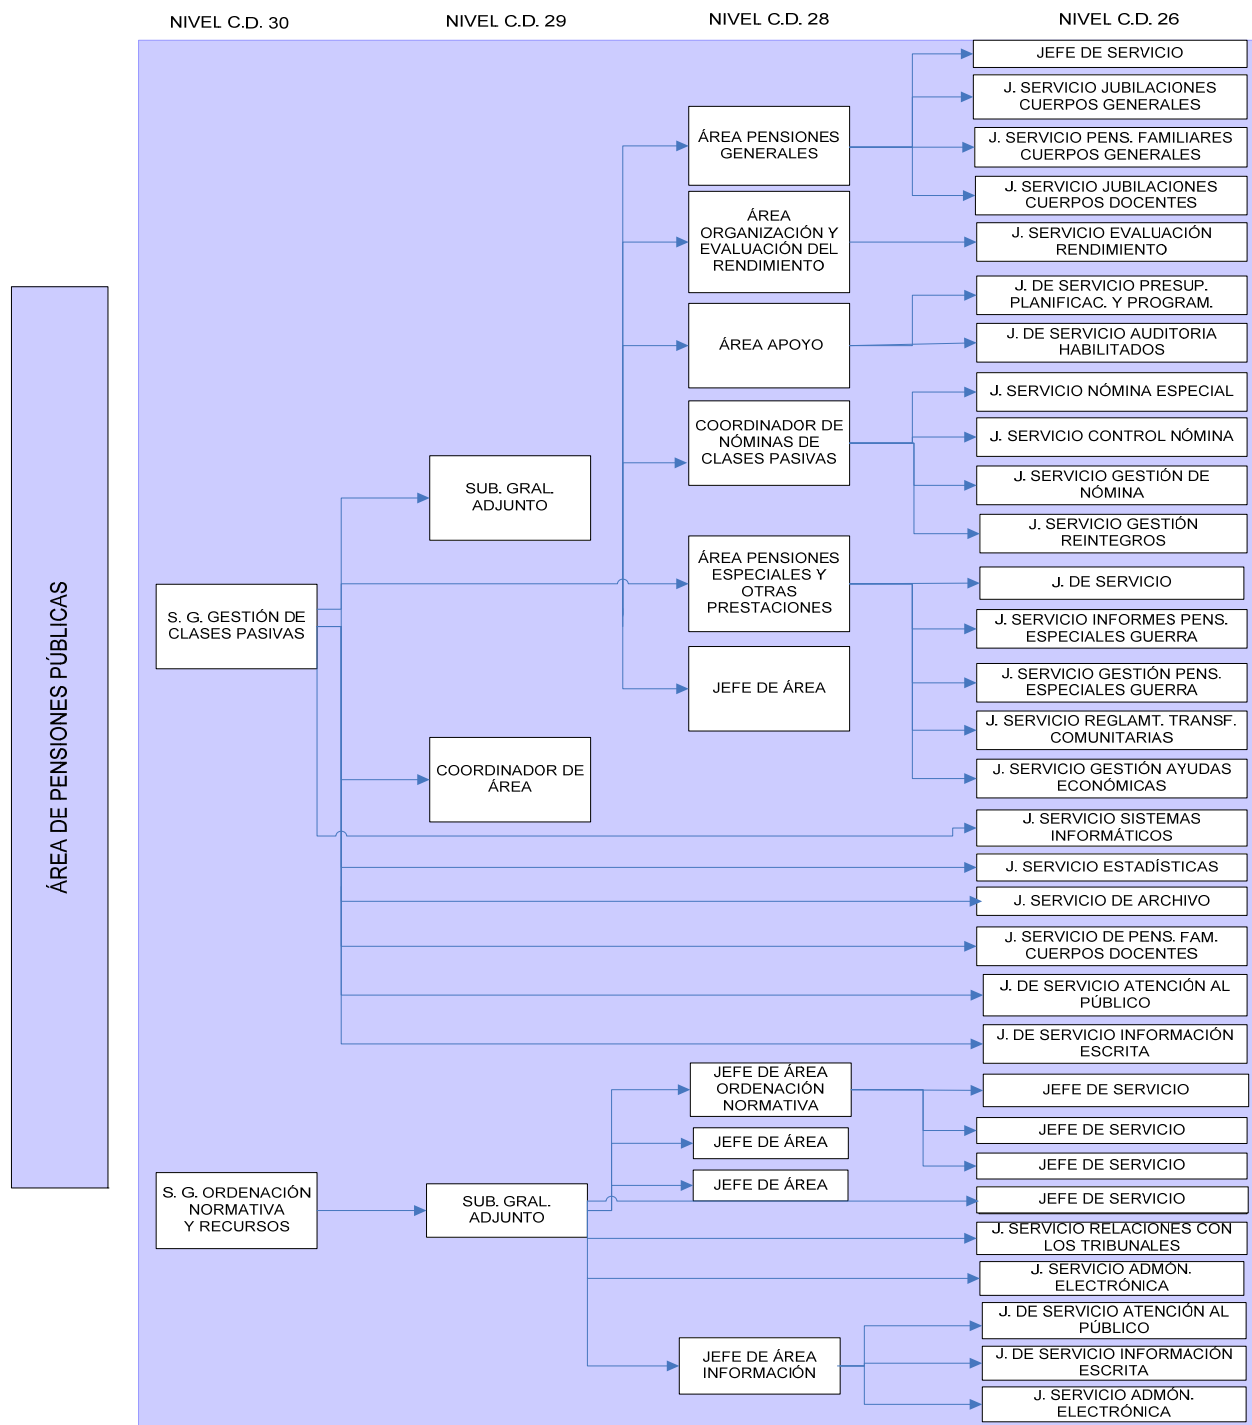 NIVEL C.D. 30
NIVEL C.D. 29
NIVEL C.D. 28
NIVEL C.D. 26
ÁREA DE PENSIONES PÚBLICAS
S. G. GESTIÓN DE
CLASES PASIVAS
S. G. ORDENACIÓN
NORMATIVA
Y RECURSOS
SUB. GRAL.
ADJUNTO
COORDINADOR DE
ÁREA
SUB. GRAL.
ADJUNTO
ÁREA PENSIONES
GENERALES
ÁREA
ORGANIZACIÓN Y
EVALUACIÓN DEL
RENDIMIENTO
ÁREA APOYO
COORDINADOR DE
NÓMINAS DE
CLASES PASIVAS
ÁREA PENSIONES
ESPECIALES Y
OTRAS
PRESTACIONES
JEFE DE ÁREA
JEFE DE ÁREA
ORDENACIÓN
NORMATIVA
JEFE DE ÁREA
JEFE DE ÁREA
JEFE DE ÁREA
INFORMACIÓN
JEFE DE SERVICIO
J. SERVICIO JUBILACIONES
CUERPOS GENERALES
J. SERVICIO PENS. FAMILIARES
CUERPOS GENERALES
J. SERVICIO JUBILACIONES
CUERPOS DOCENTES
J. SERVICIO EVALUACIÓN
RENDIMIENTO
J. DE SERVICIO PRESUP.
PLANIFICAC. Y PROGRAM.
J. DE SERVICIO AUDITORIA
HABILITADOS
J. SERVICIO NÓMINA ESPECIAL
J. SERVICIO CONTROL NÓMINA
J. SERVICIO GESTIÓN DE
NÓMINA
J. SERVICIO GESTIÓN
REINTEGROS
J. DE SERVICIO
J. SERVICIO INFORMES PENS.
ESPECIALES GUERRA
J. SERVICIO GESTIÓN PENS.
ESPECIALES GUERRA
J. SERVICIO REGLAMT. TRANSF.
COMUNITARIAS
J. SERVICIO GESTIÓN AYUDAS
ECONÓMICAS
J. SERVICIO SISTEMAS
INFORMÁTICOS
J. SERVICIO ESTADÍSTICAS
J. SERVICIO DE ARCHIVO
J. SERVICIO DE PENS. FAM.
CUERPOS DOCENTES
J. DE SERVICIO ATENCIÓN AL
PÚBLICO
J. DE SERVICIO INFORMACIÓN
ESCRITA
JEFE DE SERVICIO
JEFE DE SERVICIO
JEFE DE SERVICIO
JEFE DE SERVICIO
J. SERVICIO RELACIONES CON
LOS TRIBUNALES
J. SERVICIO ADMÓN.
ELECTRÓNICA
J. DE SERVICIO ATENCIÓN AL
PÚBLICO
J. DE SERVICIO INFORMACIÓN
ESCRITA
J. SERVICIO ADMÓN.
ELECTRÓNICA